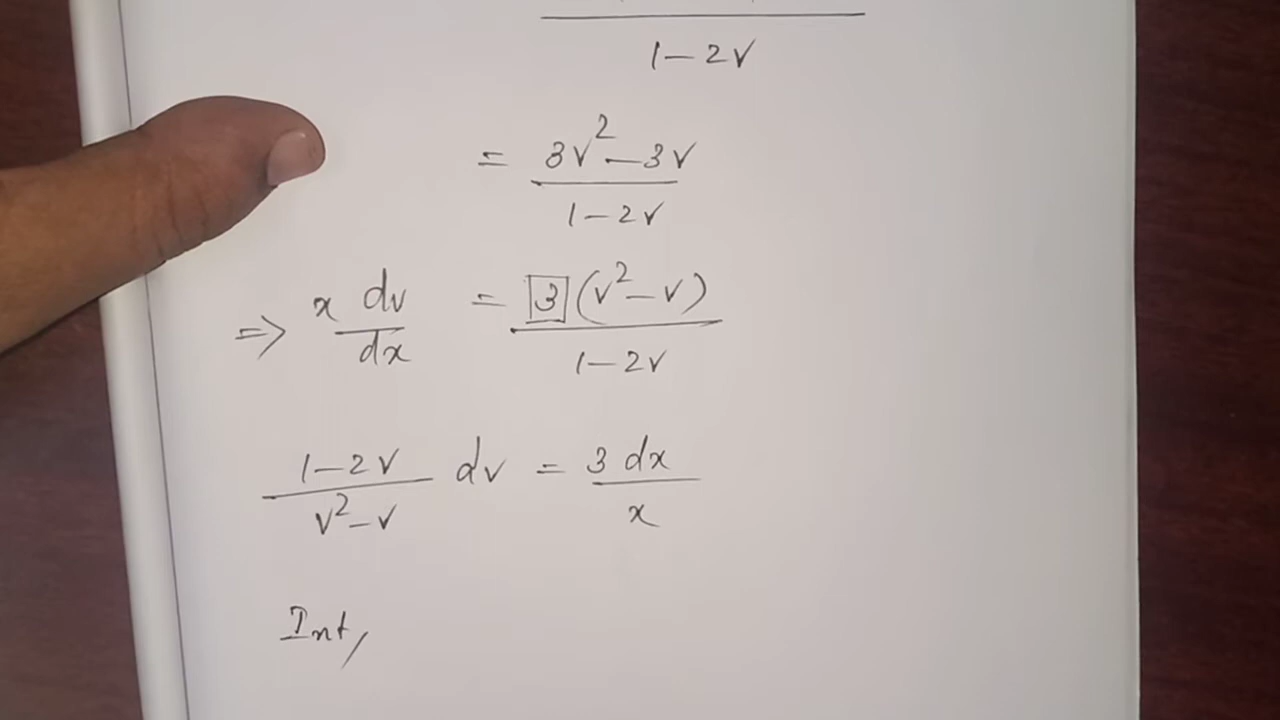 1-2v
= 3v²-3v / 1-2v
=> x dv/dx = 3(v²-v) / 1-2v
1-2v / v²-v dv = 3 dx / x
Int,